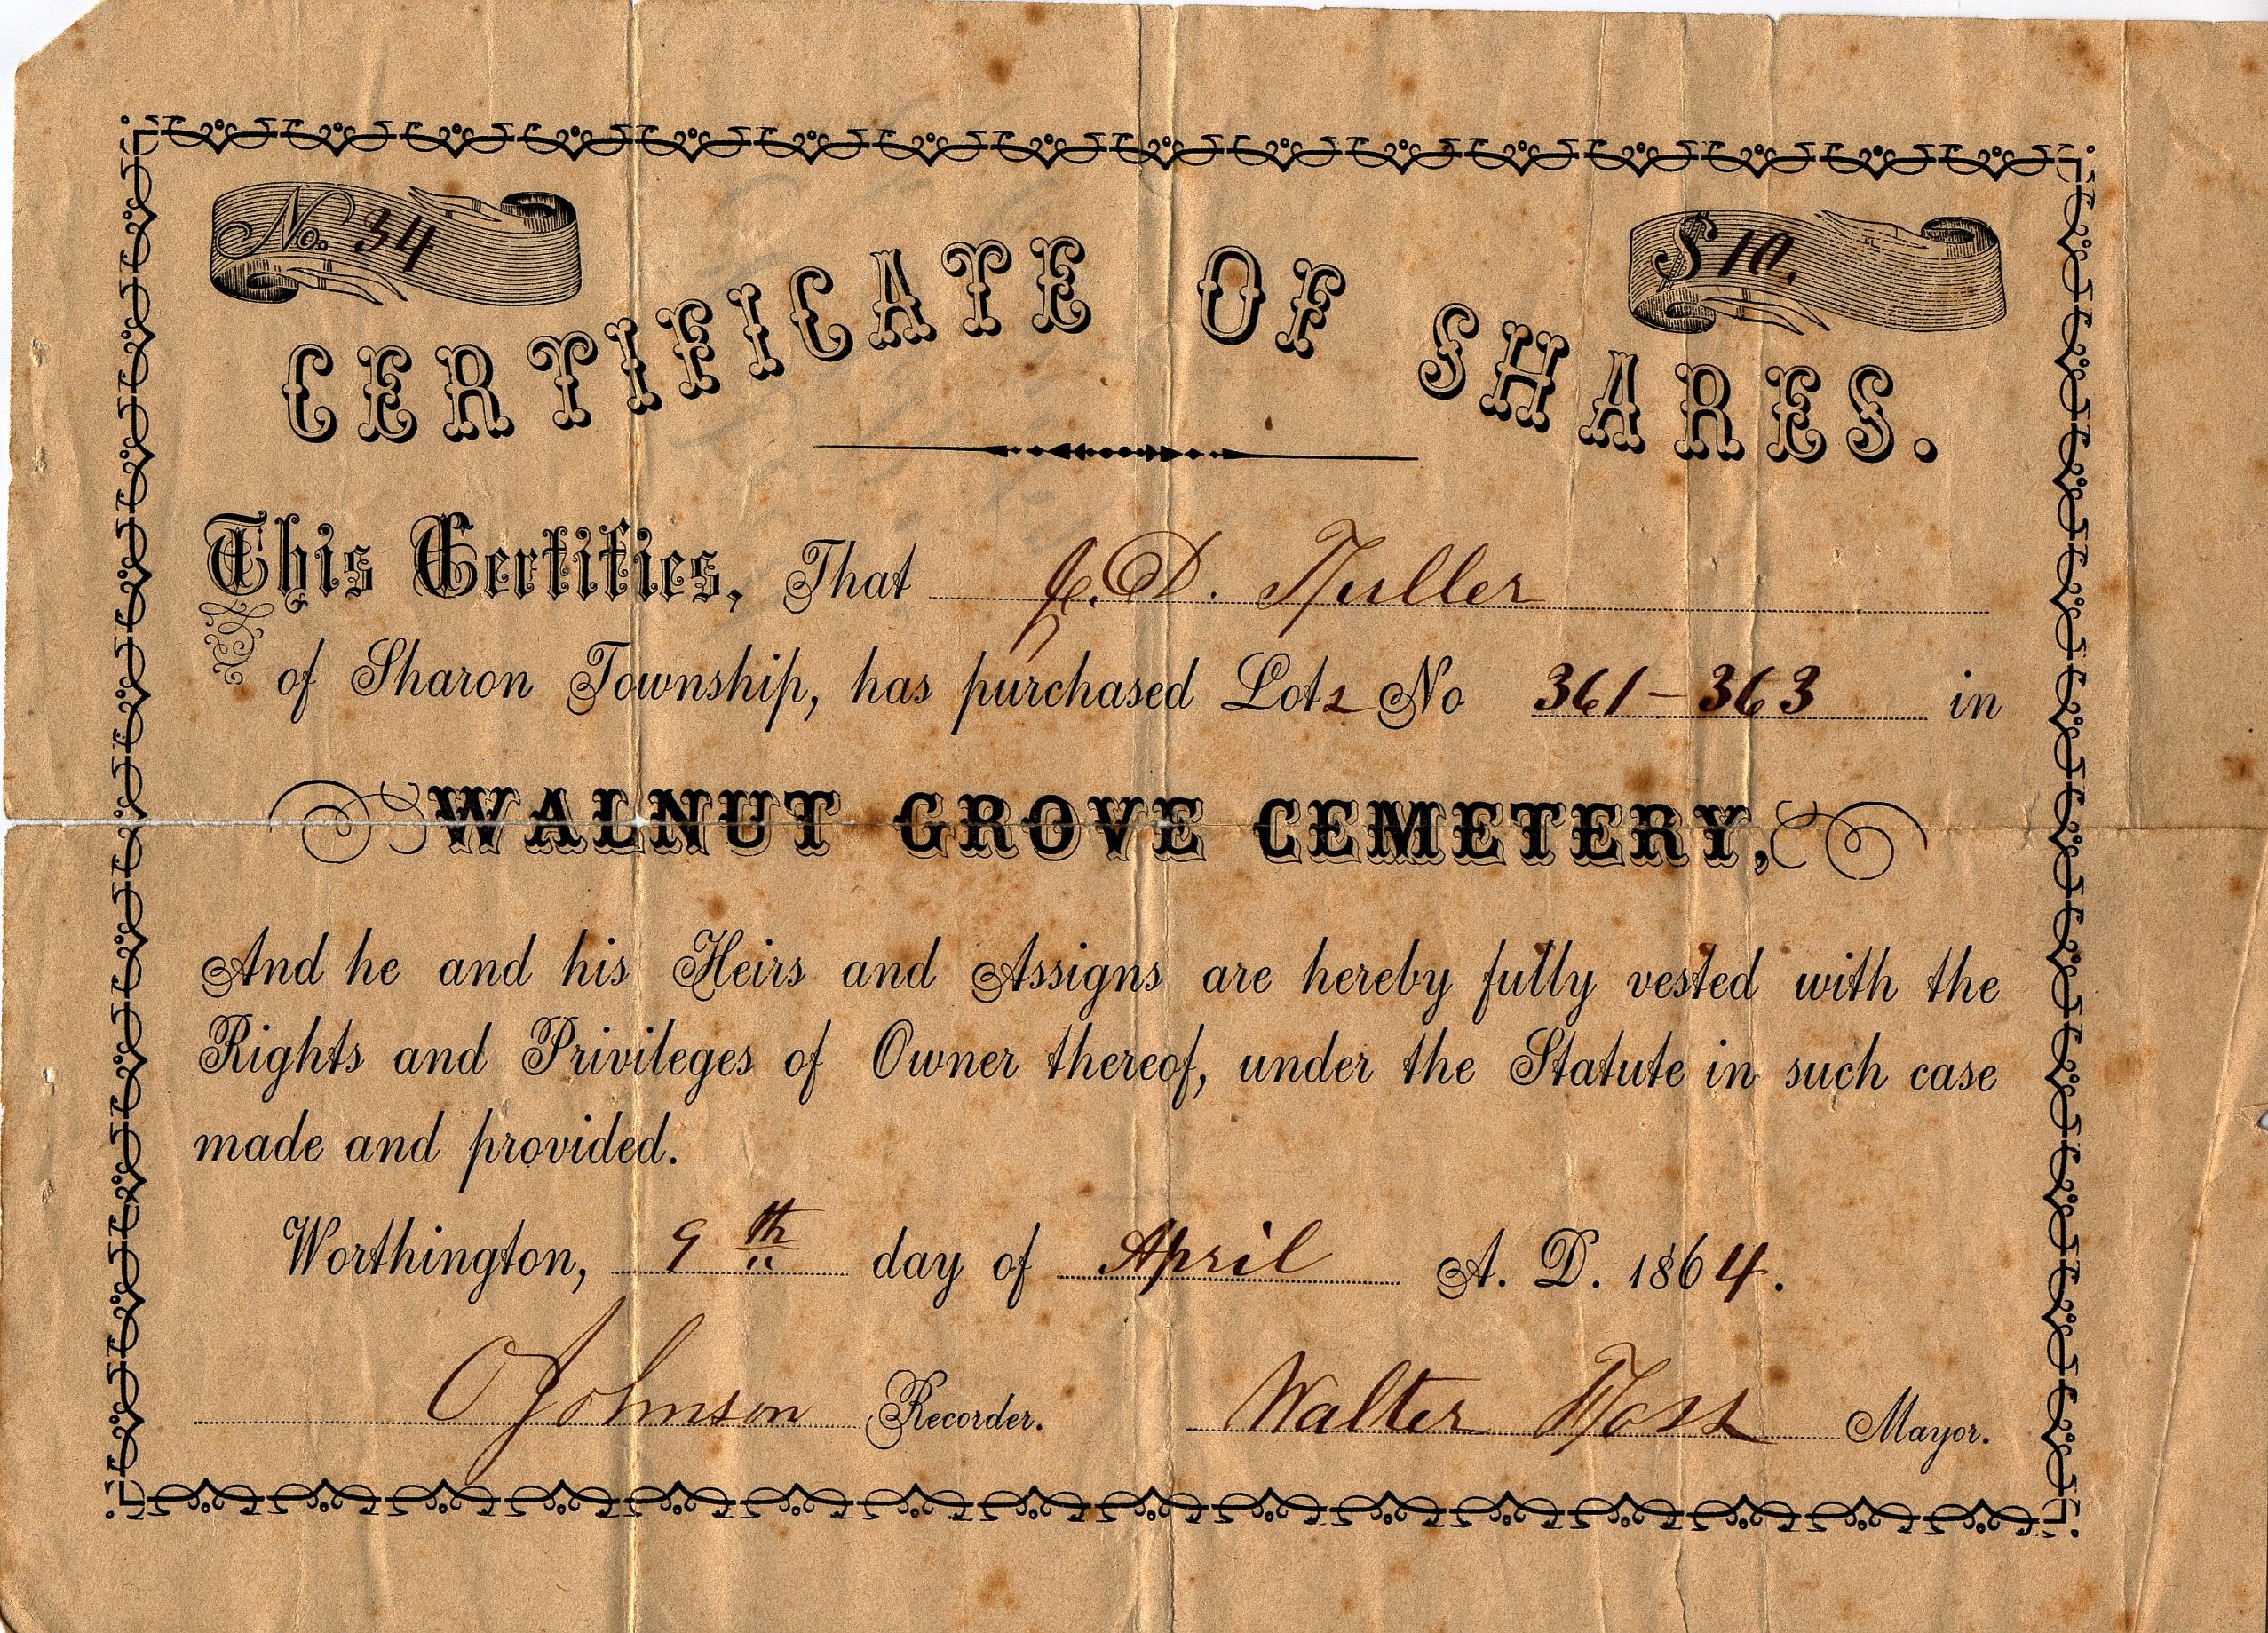 No. 34
$ 10.
CERTIFICATE OF SHARES.
This Certifies, That J. D. Fuller
of Sharon Township, has purchased Lots No 361-363 in
WALNUT GROVE CEMETERY,
And he and his Heirs and Assigns are hereby fully vested with the
Rights and Privileges of Owner thereof, under the Statute in such case
made and provided.
Worthington, 9th day of April A. D. 1864.
O Johnson Recorder. Walter Foss Mayor.